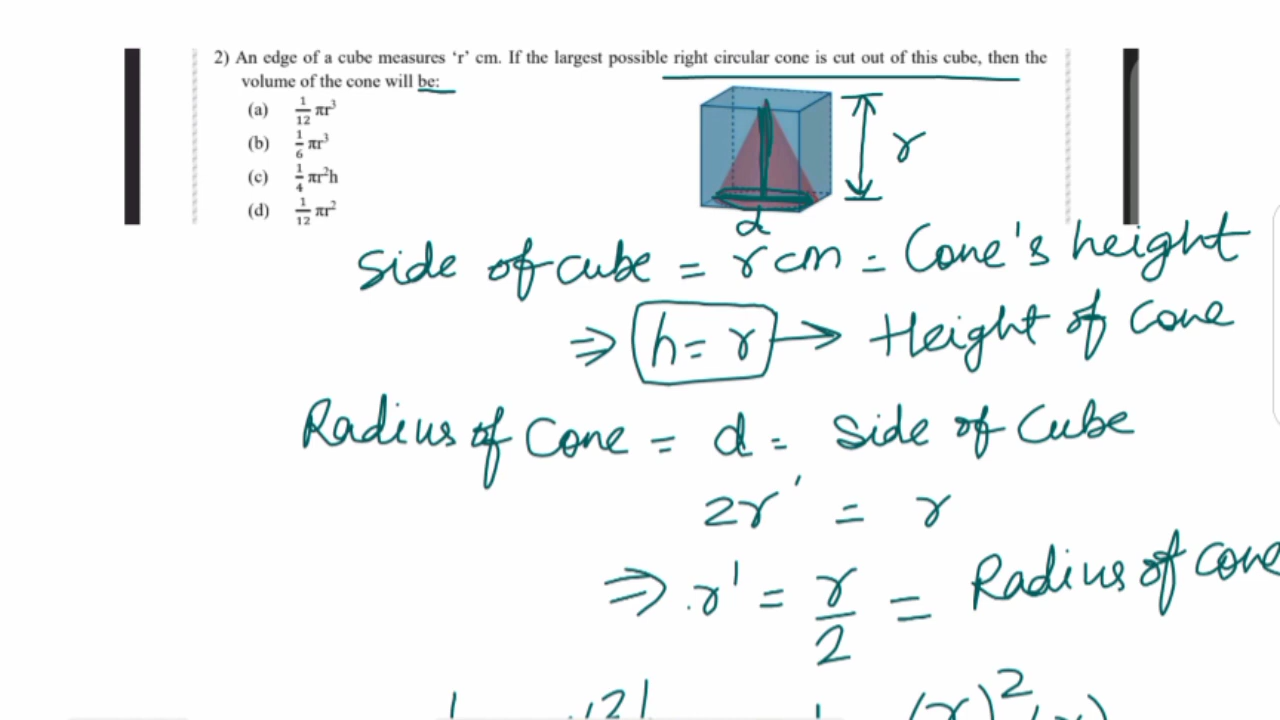 2) An edge of a cube measures ‘r’ cm. If the largest possible right circular cone is cut out of this cube, then the
volume of the cone will be:
(a) 1/12 πr³
(b) 1/6 πr³
(c) 1/4 πr²h
(d) 1/12 πr²
r
d
Side of cube = r cm = Cone's height
⇒ h = r → Height of Cone
Radius of Cone = d = Side of Cube
2r' = r
⇒ r' = r/2 = Radius of Cone